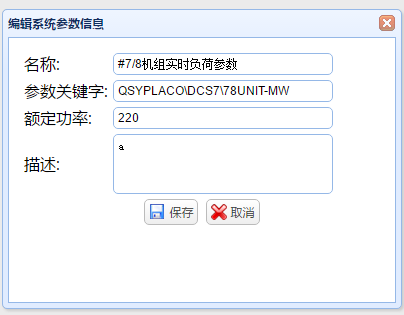 编辑系统参数信息
名称: #7/8机组实时负荷参数
参数关键字: QSYPLACO\DCS7\78UNIT-MW
额定功率: 220
描述: a
保存 取消